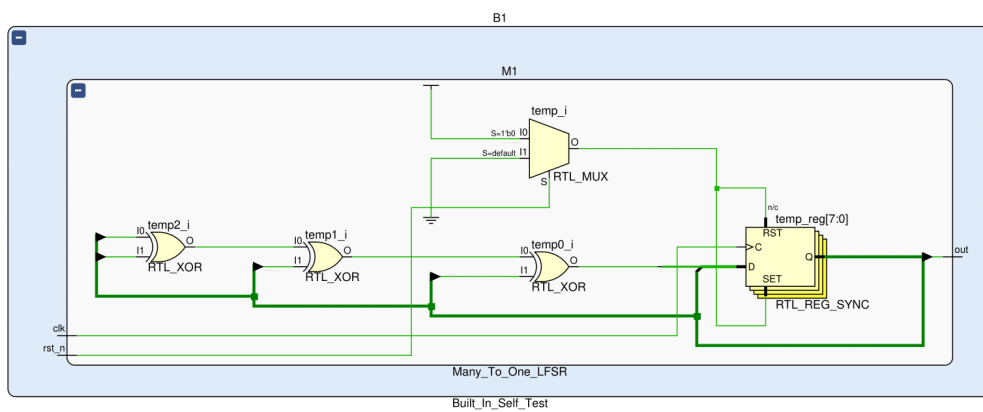 B1
M1
temp_i
S=1'b0 I0
S=default I1
O
S
RTL_MUX
temp2_i
I0
I1
O
RTL_XOR
temp1_i
I0
I1
O
RTL_XOR
temp0_i
I0
I1
O
RTL_XOR
n/c
temp_reg[7:0]
RST
C
D
Q
SET
RTL_REG_SYNC
out
clk
rst_n
Many_To_One_LFSR
Built_In_Self_Test